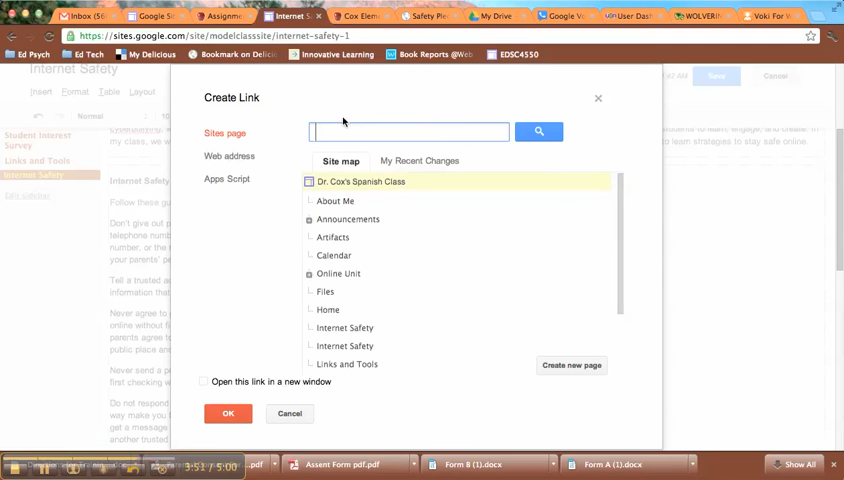 Inbox (56
Google Si
Assignme
Internet S
Cox Elem
Safety Ple
My Drive
Google Vo
User Dash
WOLVERIN
Voki For W
https://sites.google.com/site/modelclasssite/internet-safety-1
Ed Psych
Ed Tech
My Delicious
Bookmark on Delici
Innovative Learning
Book Reports @Web
EDSC4550
Internet Safety
Save
Cancel
Insert Format Table Layout
Normal
Student Interest
Survey
Links and Tools
Internet Safety
Edit sidebar
my class, we w
students to learn, engage, and create. In
to learn strategies to stay safe online.
Internet Safety
Follow these gu
Don't give out p
telephone numb
number, or the n
your parents' pe
Tell a trusted a
information that
Never agree to
online without fi
parents agree to
public place and
Never send a p
first checking w
Do not respond
way make you f
get a message
another trusted
Create Link
Sites page
Web address
Apps Script
Site map
My Recent Changes
Dr. Cox's Spanish Class
About Me
Announcements
Artifacts
Calendar
Online Unit
Files
Home
Internet Safety
Internet Safety
Links and Tools
Create new page
Open this link in a new window
OK
Cancel
3:51 / 5:00
.pdf
Assent Form pdf.pdf
Form B (1).docx
Form A (1).docx
Show All